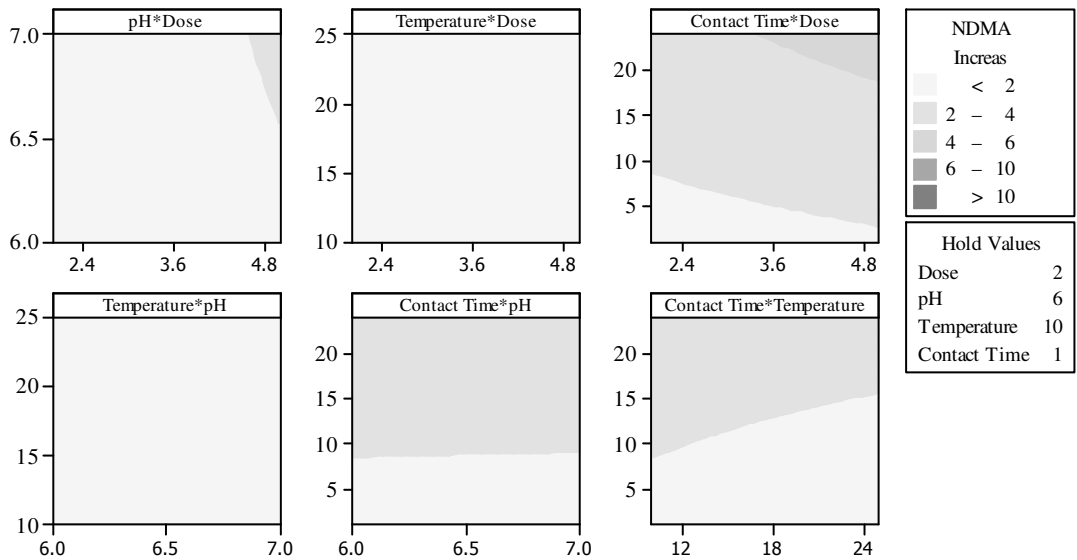 pH*Dose
7.0
6.5
6.0
2.4 3.6 4.8
Temperature*Dose
25
20
15
10
2.4 3.6 4.8
Contact Time*Dose
20
15
10
5
2.4 3.6 4.8
Temperature*pH
25
20
15
10
6.0 6.5 7.0
Contact Time*pH
20
15
10
5
6.0 6.5 7.0
Contact Time*Temperature
20
15
10
5
12 18 24
NDMA
Increas
< 2
2 – 4
4 – 6
6 – 10
> 10
Hold Values
Dose 2
pH 6
Temperature 10
Contact Time 1